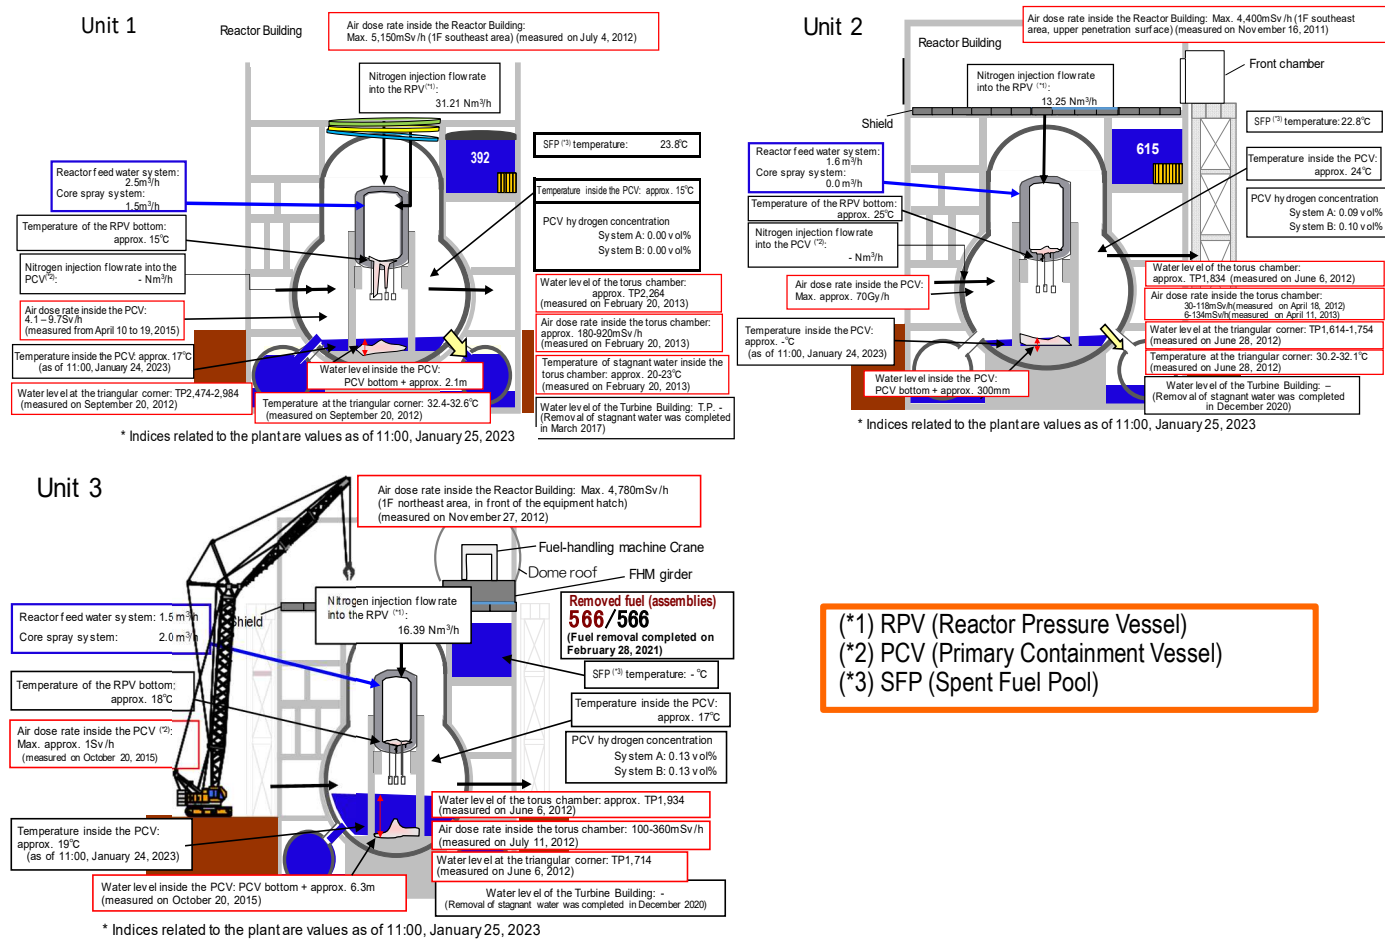 Unit 1
Reactor Building
Air dose rate inside the Reactor Building:
Max. 5,150mSv/h (1F southeast area) (measured on July 4, 2012)
Nitrogen injection flow rate
into the RPV(*1):
31.21 Nm³/h
392
SFP (*3) temperature: 23.8℃
Reactor feed water system:
2.5m³/h
Core spray system:
1.5m³/h
Temperature inside the PCV: approx. 15℃
PCV hydrogen concentration
System A: 0.00 vol%
System B: 0.00 vol%
Temperature of the RPV bottom:
approx. 15℃
Nitrogen injection flow rate into the
PCV(*2): - Nm³/h
Air dose rate inside the PCV:
4.1 – 9.7Sv/h
(measured from April 10 to 19, 2015)
Water level of the torus chamber:
approx. TP2,264
(measured on February 20, 2013)
Air dose rate inside the torus chamber:
approx. 180-920mSv/h
(measured on February 20, 2013)
Temperature inside the PCV: approx. 17℃
(as of 11:00, January 24, 2023)
Water level inside the PCV:
PCV bottom + approx. 2.1m
Temperature of stagnant water inside the
torus chamber: approx. 20-23℃
(measured on February 20, 2013)
Water level at the triangular corner: TP2,474-2,984
(measured on September 20, 2012)
Temperature at the triangular corner: 32.4-32.6℃
(measured on September 20, 2012)
Water level of the Turbine Building: T.P. -
(Removal of stagnant water was completed
in March 2017)
* Indices related to the plant are values as of 11:00, January 25, 2023
Unit 2
Reactor Building
Air dose rate inside the Reactor Building: Max. 4,400mSv/h (1F southeast
area, upper penetration surface) (measured on November 16, 2011)
Front chamber
Nitrogen injection flow rate
into the RPV (*1):
13.25 Nm³/h
Shield
SFP (*3) temperature: 22.8℃
615
Reactor feed water system:
1.6 m³/h
Core spray system:
0.0 m³/h
Temperature inside the PCV:
approx. 24℃
Temperature of the RPV bottom:
approx. 25℃
PCV hydrogen concentration
System A: 0.09 vol%
System B: 0.10 vol%
Nitrogen injection flow rate
into the PCV (*2):
- Nm³/h
Air dose rate inside the PCV:
Max. approx. 70Gy/h
Water level of the torus chamber:
approx. TP1,834 (measured on June 6, 2012)
Air dose rate inside the torus chamber:
30-118mSv/h(measured on April 18, 2012)
6-134mSv/h(measured on April 11, 2013)
Temperature inside the PCV:
approx. -℃
(as of 11:00, January 24, 2023)
Water level at the triangular corner: TP1,614-1,754
(measured on June 28, 2012)
Temperature at the triangular corner: 30.2-32.1℃
(measured on June 28, 2012)
Water level inside the PCV:
PCV bottom + approx. 300mm
Water level of the Turbine Building: –
(Removal of stagnant water was completed
in December 2020)
* Indices related to the plant are values as of 11:00, January 25, 2023
Unit 3
Air dose rate inside the Reactor Building: Max. 4,780mSv/h
(1F northeast area, in front of the equipment hatch)
(measured on November 27, 2012)
Fuel-handling machine Crane
Dome roof
FHM girder
Nitrogen injection flow rate
into the RPV (*1):
16.39 Nm³/h
Shield
Removed fuel (assemblies)
566/566
(Fuel removal completed on
February 28, 2021)
Reactor feed water system: 1.5 m³/h
Core spray system: 2.0 m³/h
SFP (*3) temperature: - ℃
Temperature of the RPV bottom:
approx. 18℃
Temperature inside the PCV:
approx. 17℃
Air dose rate inside the PCV (*2):
Max. approx. 1Sv/h
(measured on October 20, 2015)
PCV hydrogen concentration
System A: 0.13 vol%
System B: 0.13 vol%
Water level of the torus chamber: approx. TP1,934
(measured on June 6, 2012)
Temperature inside the PCV:
approx. 19℃
(as of 11:00, January 24, 2023)
Air dose rate inside the torus chamber: 100-360mSv/h
(measured on July 11, 2012)
Water level at the triangular corner: TP1,714
(measured on June 6, 2012)
Water level inside the PCV: PCV bottom + approx. 6.3m
(measured on October 20, 2015)
Water level of the Turbine Building: -
(Removal of stagnant water was completed in December 2020)
* Indices related to the plant are values as of 11:00, January 25, 2023
(*1) RPV (Reactor Pressure Vessel)
(*2) PCV (Primary Containment Vessel)
(*3) SFP (Spent Fuel Pool)